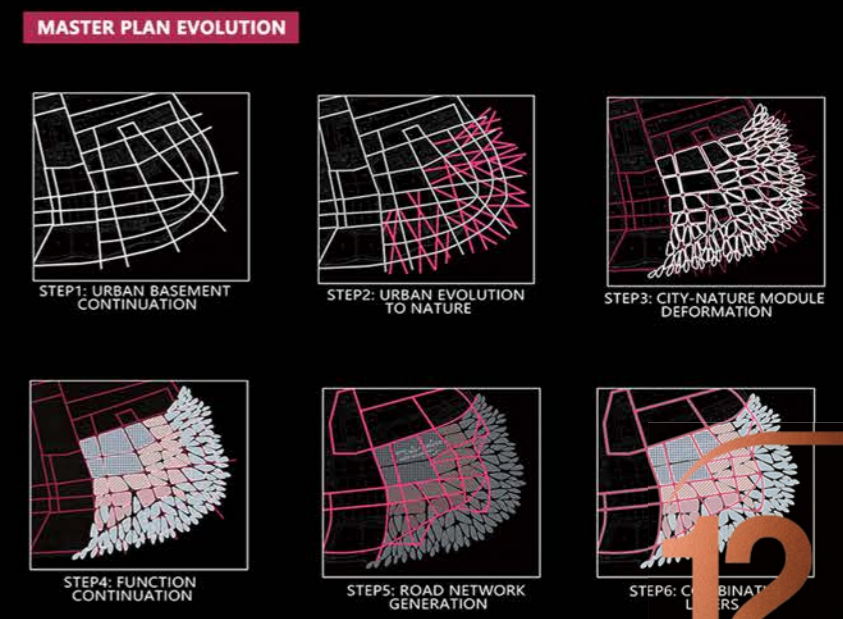 MASTER PLAN EVOLUTION
STEP1: URBAN BASEMENT
CONTINUATION
STEP2: URBAN EVOLUTION
TO NATURE
STEP3: CITY-NATURE MODULE
DEFORMATION
STEP4: FUNCTION
CONTINUATION
STEP5: ROAD NETWORK
GENERATION
STEP6:
12